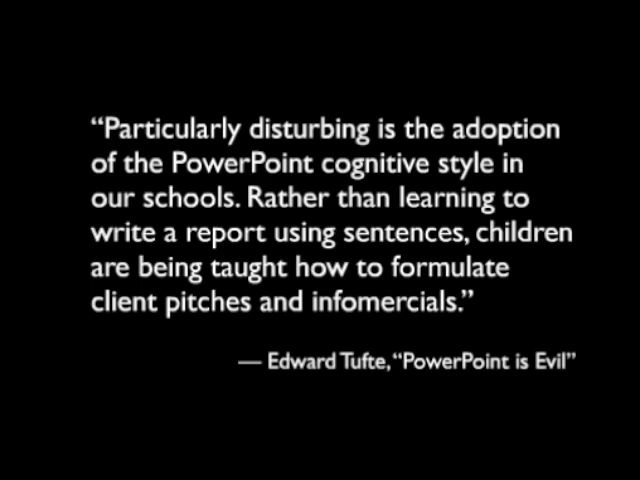 “Particularly disturbing is the adoption
of the PowerPoint cognitive style in
our schools. Rather than learning to
write a report using sentences, children
are being taught how to formulate
client pitches and infomercials.”
— Edward Tufte, “PowerPoint is Evil”